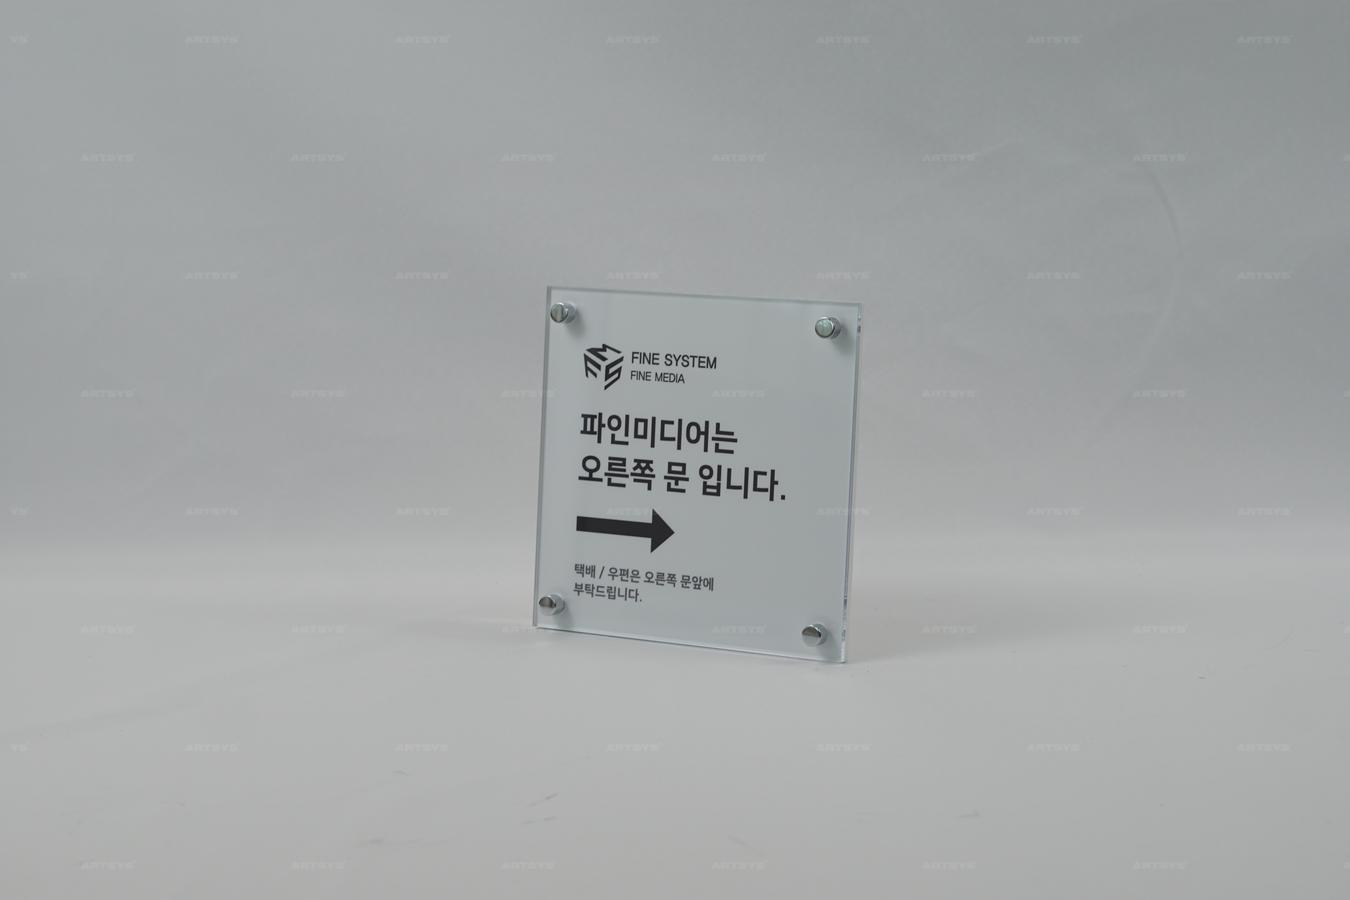 FINE SYSTEM
FINE MEDIA
파인미디어는
오른쪽 문 입니다.
택배 / 우편은 오른쪽 문앞에
부탁드립니다.
ARTSYS